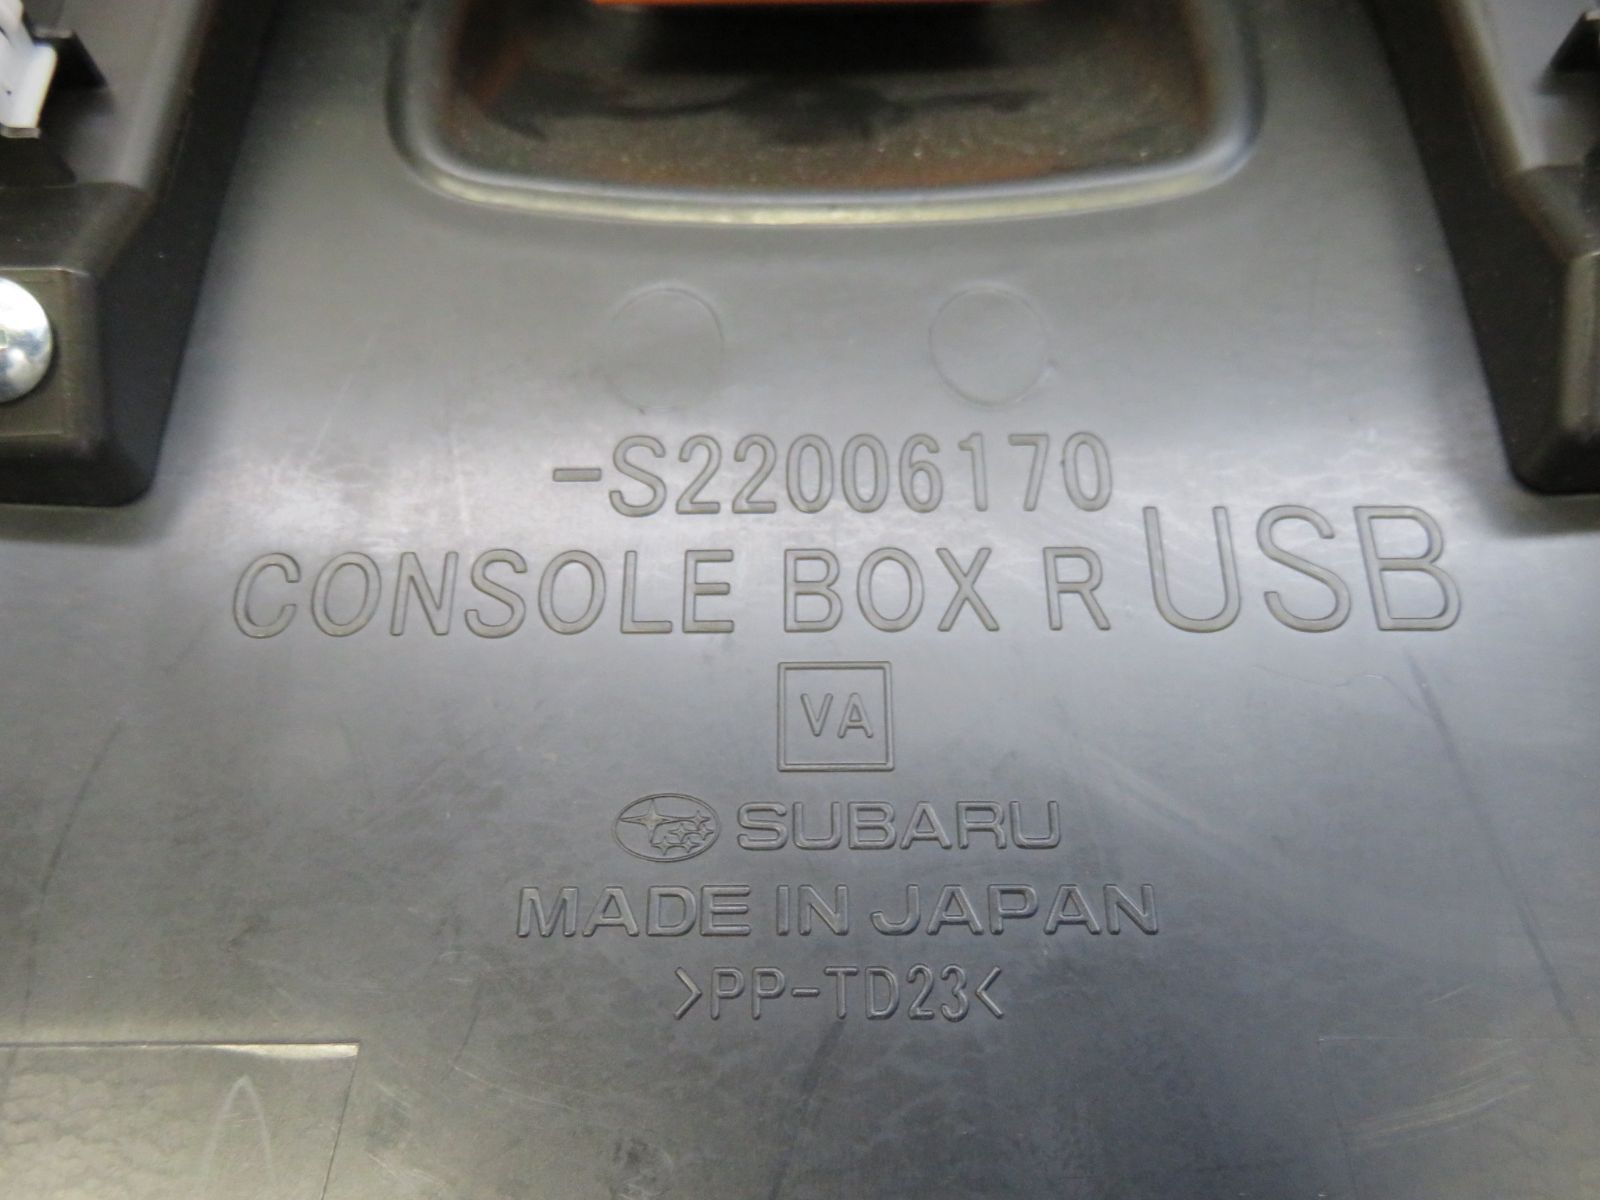 -S22006170
CONSOLE BOX R USB
VA
SUBARU
MADE IN JAPAN
>PP-TD23<